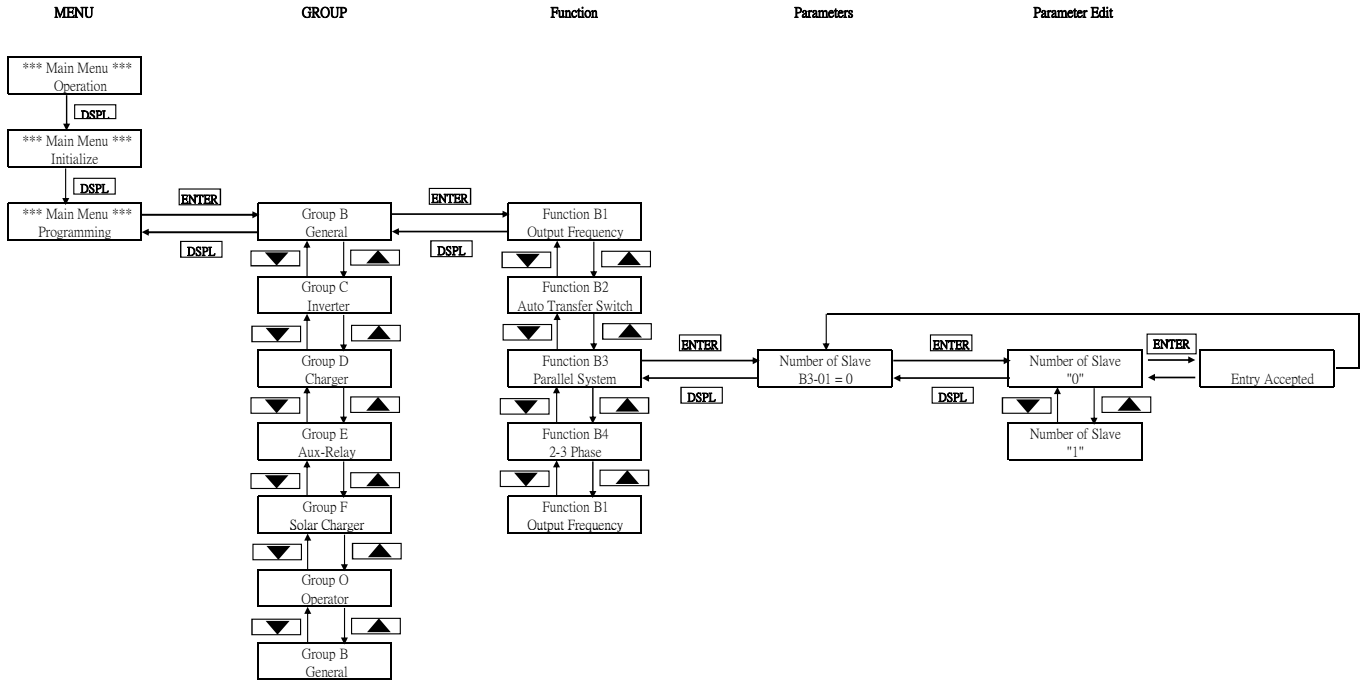 MENU
GROUP
Function
Parameters
Parameter Edit
*** Main Menu ***
Operation
DSPL
*** Main Menu ***
Initialize
DSPL
*** Main Menu ***
Programming
ENTER
DSPL
Group B
General
Group C
Inverter
Group D
Charger
Group E
Aux-Relay
Group F
Solar Charger
Group O
Operator
Group B
General
ENTER
DSPL
Function B1
Output Frequency
Function B2
Auto Transfer Switch
Function B3
Parallel System
Function B4
2-3 Phase
Function B1
Output Frequency
ENTER
DSPL
Number of Slave
B3-01 = 0
ENTER
DSPL
Number of Slave
"0"
Number of Slave
"1"
ENTER
Entry Accepted